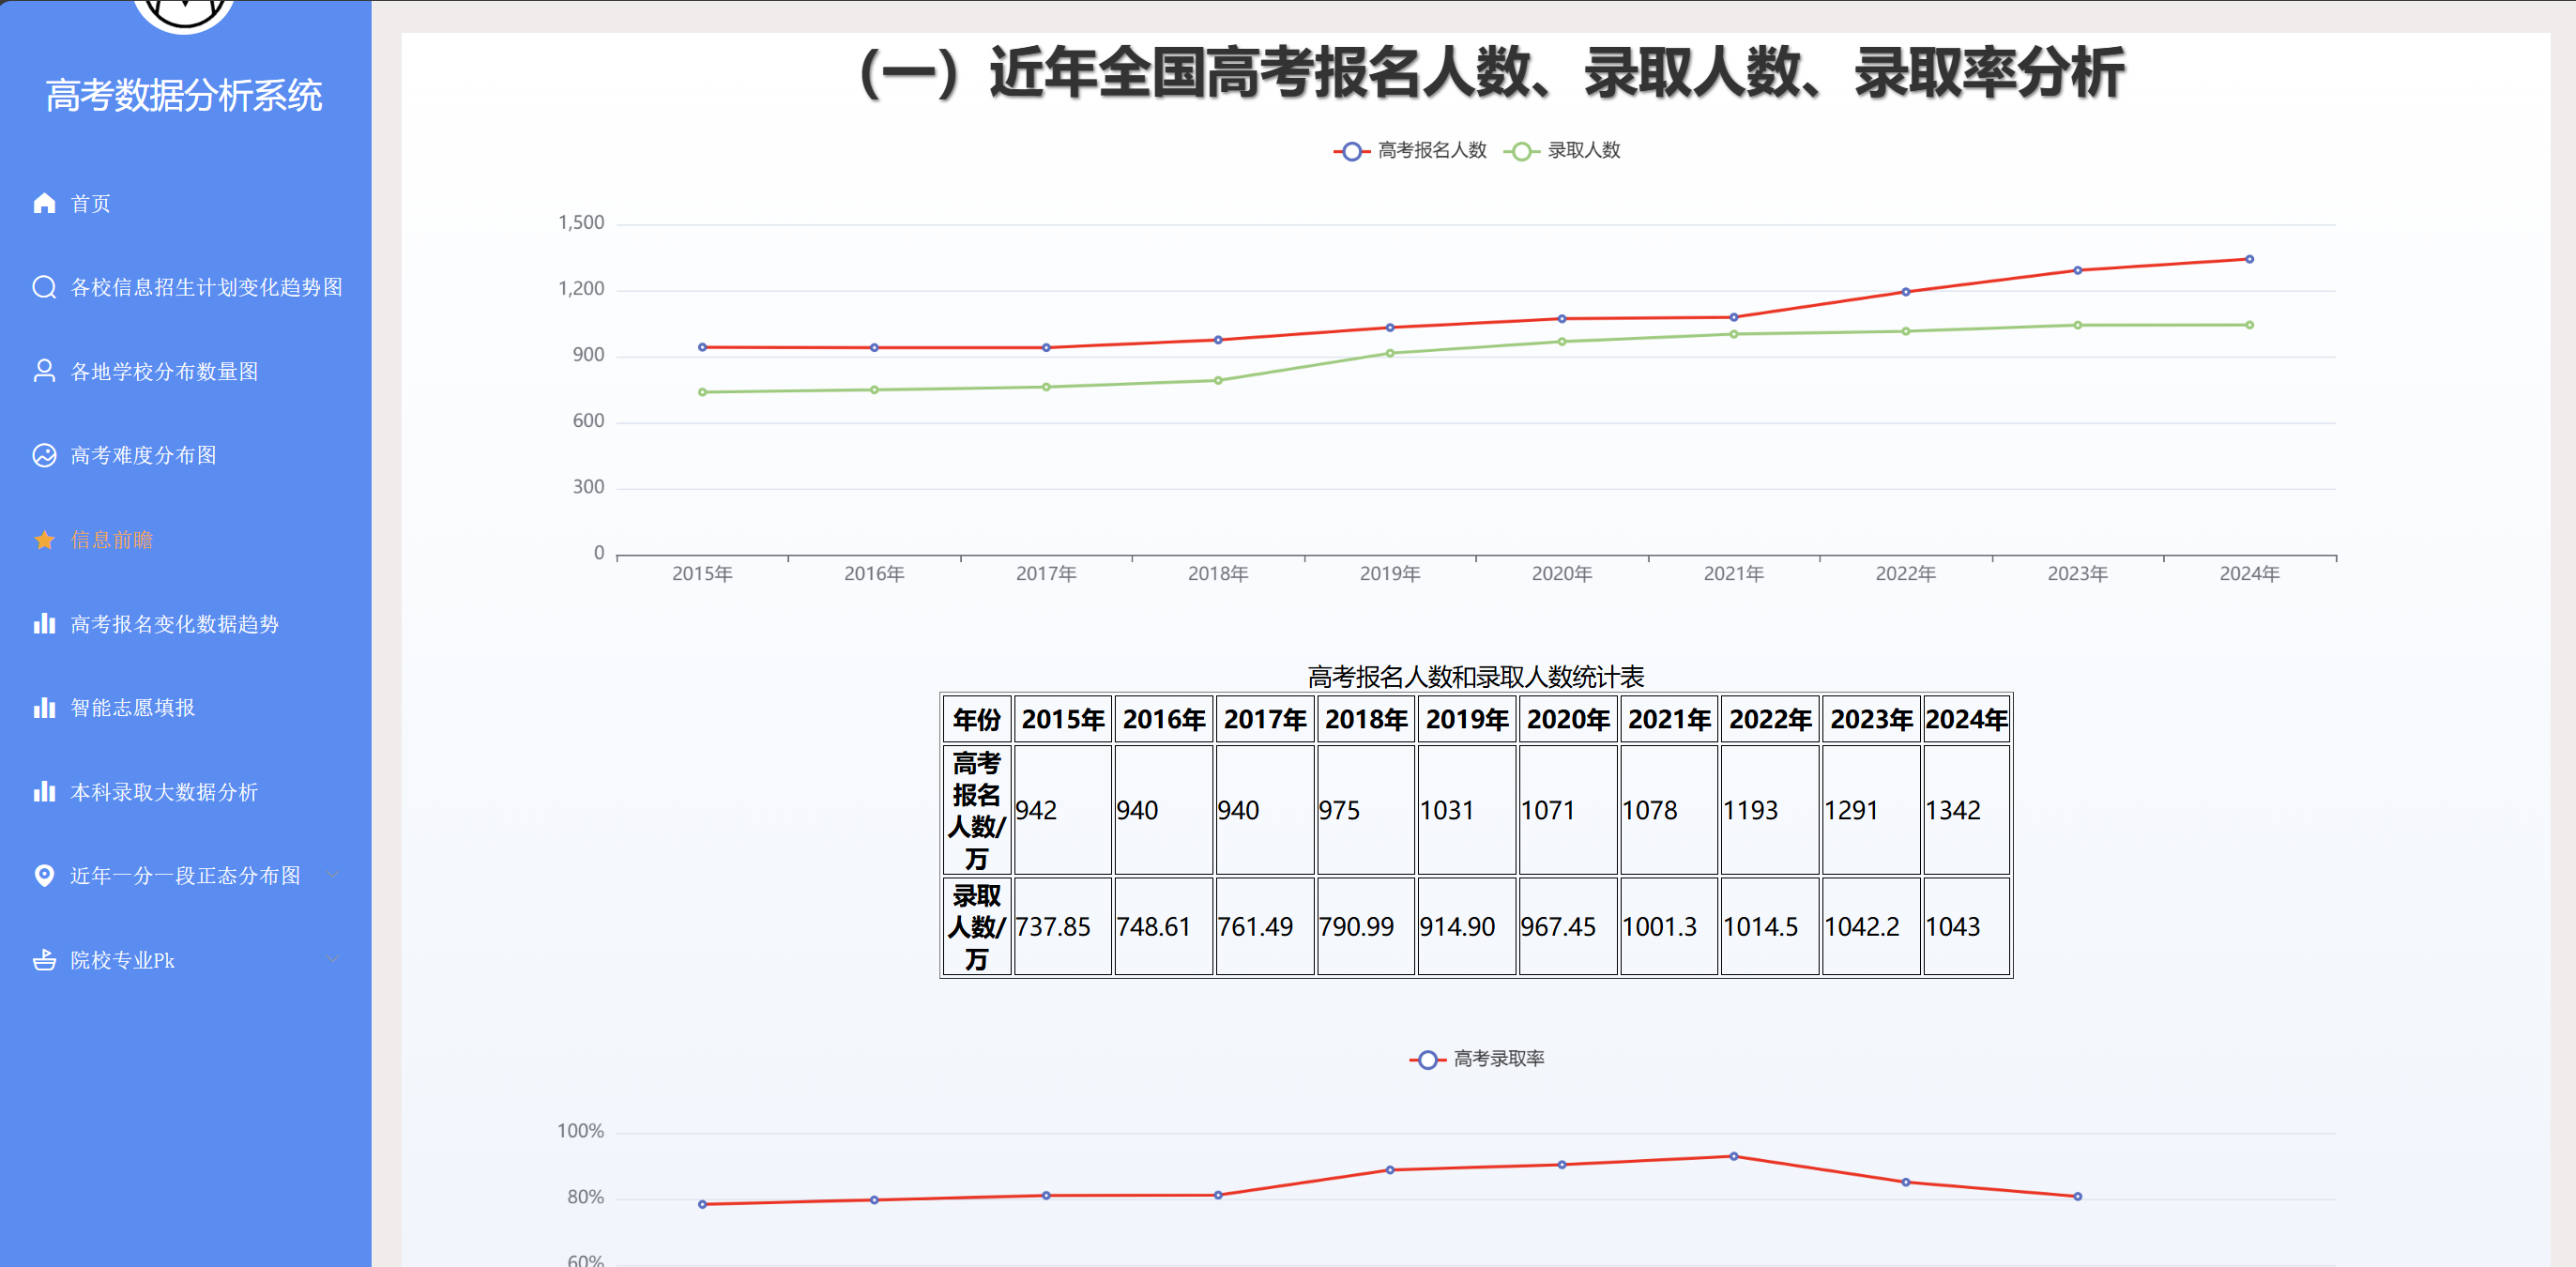 高考数据分析系统
首页
各校信息招生计划变化趋势图
各地学校分布数量图
高考难度分布图
信息前瞻
高考报名变化数据趋势
智能志愿填报
本科录取大数据分析
近年一分一段正态分布图
院校专业Pk
（一）近年全国高考报名人数、录取人数、录取率分析
高考报名人数 录取人数
1,500
1,200
900
600
300
0
2015年 2016年 2017年 2018年 2019年 2020年 2021年 2022年 2023年 2024年
高考报名人数和录取人数统计表
年份 2015年 2016年 2017年 2018年 2019年 2020年 2021年 2022年 2023年 2024年
高考
报名
人数/
万 942 940 940 975 1031 1071 1078 1193 1291 1342
录取
人数/
万 737.85 748.61 761.49 790.99 914.90 967.45 1001.3 1014.5 1042.2 1043
高考录取率
100%
80%
60%